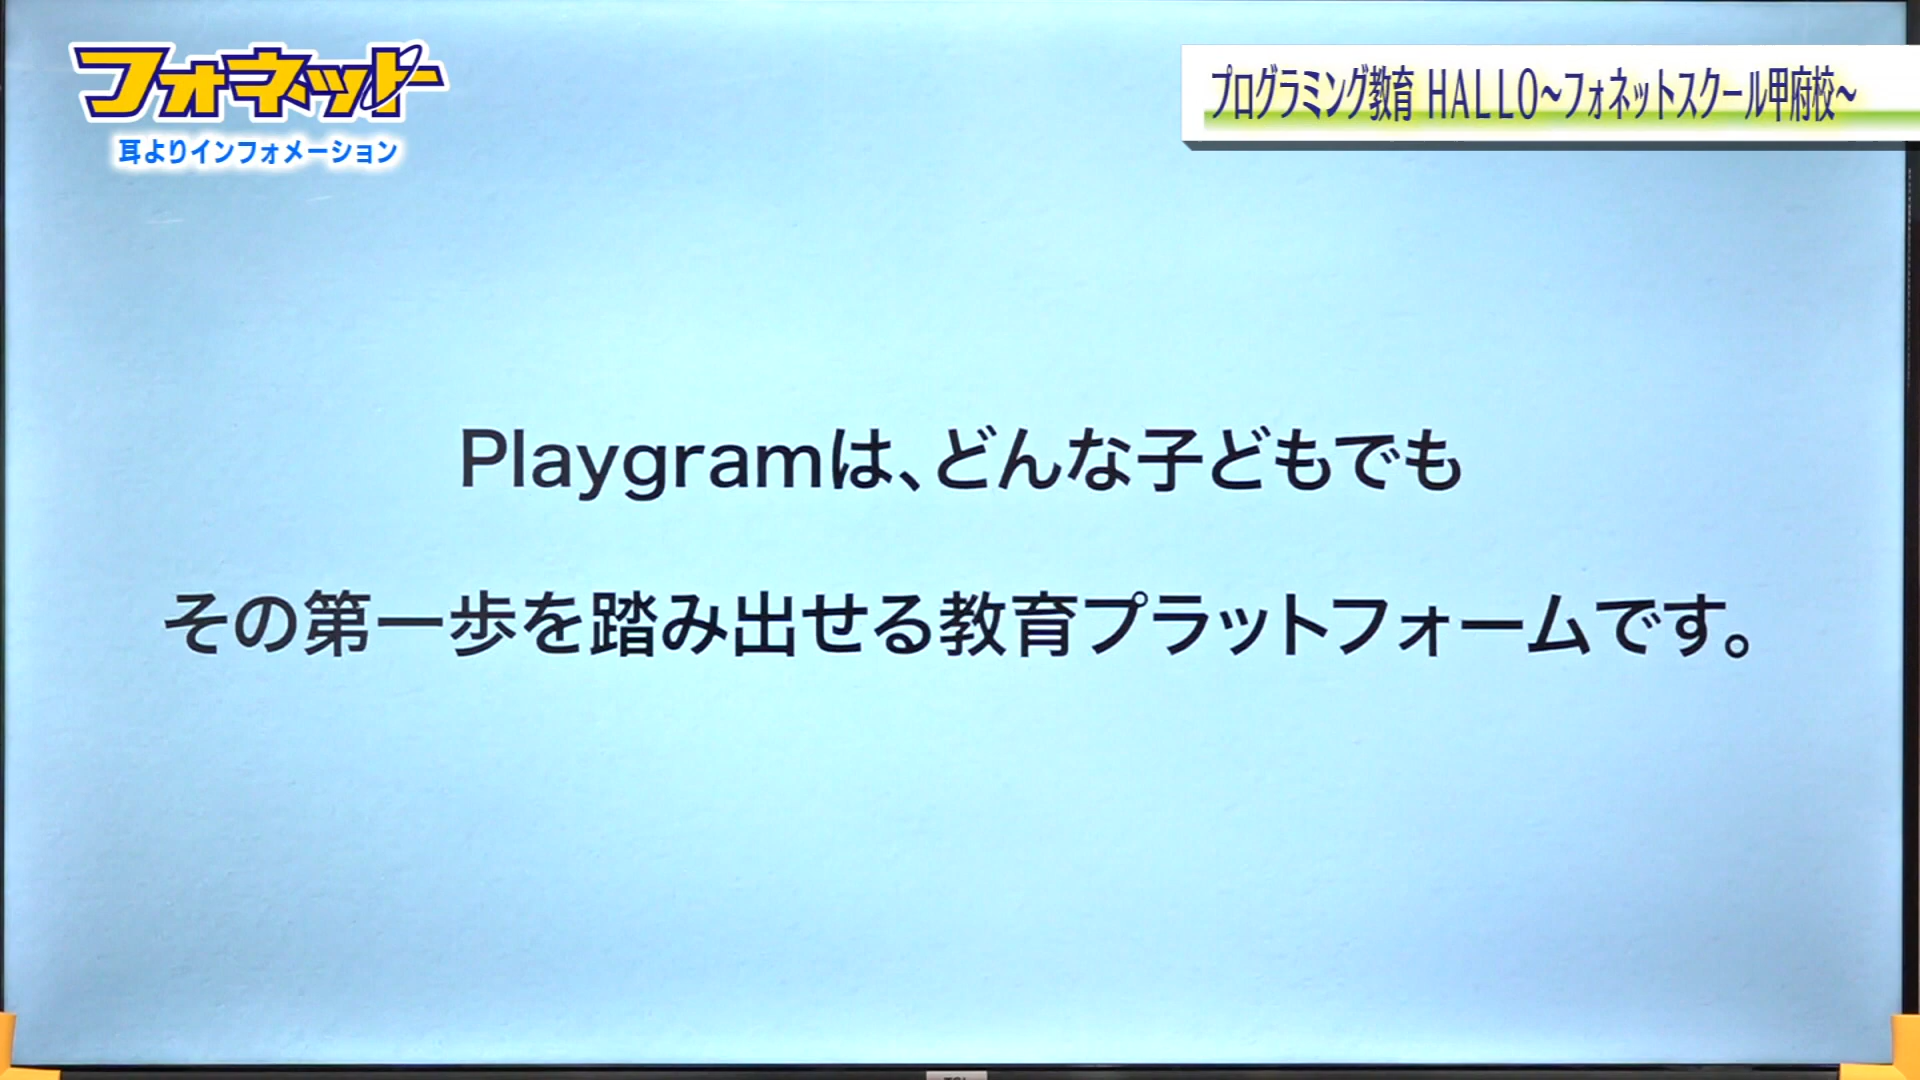 フォネット
耳よりインフォメーション
プログラミング教育 HALLO～フォネットスクール甲府校～
Playgramは、どんな子どもでも
その第一歩を踏み出せる教育プラットフォームです。